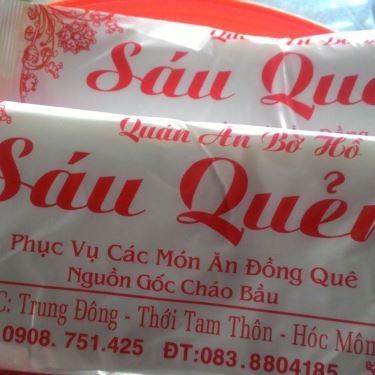 Sáu Quẻn
Quán Ăn Bờ Hồ
Sáu Quẻn
Phục Vụ Các Món Ăn Đồng Quê
Nguồn Gốc Cháo Bầu
C: Trung Đông - Thới Tam Thôn - Hóc Môn
0908. 751.425 ĐT:083.8804185